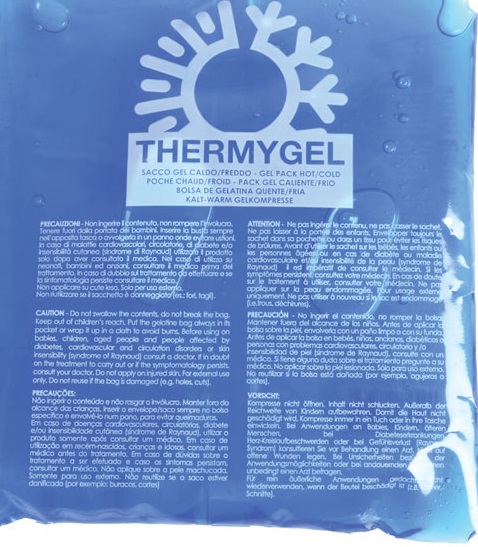 THERMYGEL
SACCO GEL CALDO/FREDDO - GEL PACK HOT/COLD
POCHE CHAUD/FROID - PACK GEL CALIENTE/FRIO
BOLSA DE GELATINA QUENTE/FRIA
KALT-WARM GELKOMPRESSE
PRECAUZIONI - Non ingerire il contenuto, non rompere l'involucro.
Tenere fuori dalla portata dei bambini. Inserire la busta sempre
nell'apposita tasca o avvolgerla in un panno onde evitare ustioni.
In caso di malattie cardiovascolari, circolatorie, di diabete e/o
insensibilità cutanea (sindrome di Raynaud) utilizzare il prodotto
solo dopo aver consultato il medico. Nel caso di utilizzo su
neonati, bambini ed anziani, consultare il medico prima del
trattamento. In caso di dubbio sul trattamento da effettuare e se
la sintomatologia persiste consultare il medico.
Non applicare su cute lesa. Solo per uso esterno.
Non riutilizzare se il sacchetto è danneggiato (es.: fori, tagli).
CAUTION - Do not swallow the contents, do not break the bag.
Keep out of children's reach. Put the gelatine bag always in its
pocket or wrap it up in a cloth to avoid burns. Before using on
babies, children, aged people and people affected by
diabetes, cardiovascular and circulation disorders or skin
insensibility (syndrome of Raynaud) consult a doctor. If in doubt
on the treatment to carry out or if the symptomatology persists,
consult your doctor. Do not apply on injured skin. For external use
only. Do not reuse if the bag is damaged (e.g. holes, cuts).
PRECAUÇÕES:
Não ingerir o conteúdo e não rasgar o invólucro. Manter fora do
alcance das crianças. Inserir o envelope/saco sempre no bolso
específico e envolvê-lo num pano, para evitar queimaduras.
Em caso de doenças cardiovasculares, circulatórias, diabete
e/ou insensibilidade cutânea (síndrome de Raynaud), utilizar o
produto somente após consultar um médico. Em caso de
utilização em recém-nascidos, crianças e idosos, consultar um
médico antes do tratamento. Em caso de dúvidas sobre o
tratamento a ser efetuado e caso os sintomas persistam,
consultar um médico. Não aplique sobre a pele machucada.
Somente para uso externo. Não reutilize se o saco estiver
danificado (por exemplo: buracos, cortes)
ATTENTION - Ne pas ingérer le contenu, ne pas casser le sachet.
Ne pas laisser à la portée des enfants. Envelopper toujours le
sachet dans sa pochette ou dans un tissu pour éviter les risques
de brûlures. Avant d'utiliser le sachet sur les bébés, les enfants ou
les personnes âgées ou en cas de diabète ou maladie
cardiovasculaire et/ou insensibilité de la peau (syndrome de
Raynaud) il est impératif de consulter le médecin. Si les
symptômes persistent, consultez votre médecin. En cas de doute
sur le traitement à utiliser, consulter votre médecin. Ne pas
appliquer sur la peau endommagée. Pour usage externe
uniquement. Ne pas utiliser à nouveau si le sac est endommagé
(i.e.trous, déchirures).
PRECAUCIÓN - No ingerir el contenido, no romper la bolsa.
Mantener fuera del alcance de los niños. Antes de aplicar la
bolsa sobre la piel, envolverla con un paño limpo o con su funda.
Antes de aplicar la bolsa en bebés, niños, ancianos, diabéticos o
personas con problemas cardiovasculares, circulatorio y /o
insensibilidad de piel (sindrome de Raynaud), consulte con un
médico. Si tiene alguna duda sobre el tratamiento pregunte a su
médico. No aplicar sobre la piel lesionada. Sólo para uso externo.
No reutilizar si la bolsa está dañada (por ejemplo, agujeros o
cortes).
VORSICHT:
Kompresse nicht öffnen. Inhalt nicht schlucken. Außeralb der
Reichweite von Kindern aufbewahren. Damit die Haut nicht
geschädigt wird, Kompresse immer in ein Tuch oder in ihre Tasche
einwickeln. Bei Anwendungen an Babies, Kindern, älteren
Menschen, bei Diabeteserkrankungen,
Herz-Kreislaufbeschwerden oder bei Gefäßverlust (Raynaud
Syndrom) konsultieren Sie var Behandlung einen Arzt. Nicht auf
offene Wunden legen. Bei Unsicherheiten bezüglich der
Anwendungsmöglichkeiten oder bei andauernden
unbedingt einen Arzt befragen.
Für rein äußerliche Anwendungen gedacht. Nicht
wiederverwenden, wenn der Beutel beschädigt ist (z.B.
Schnitte).